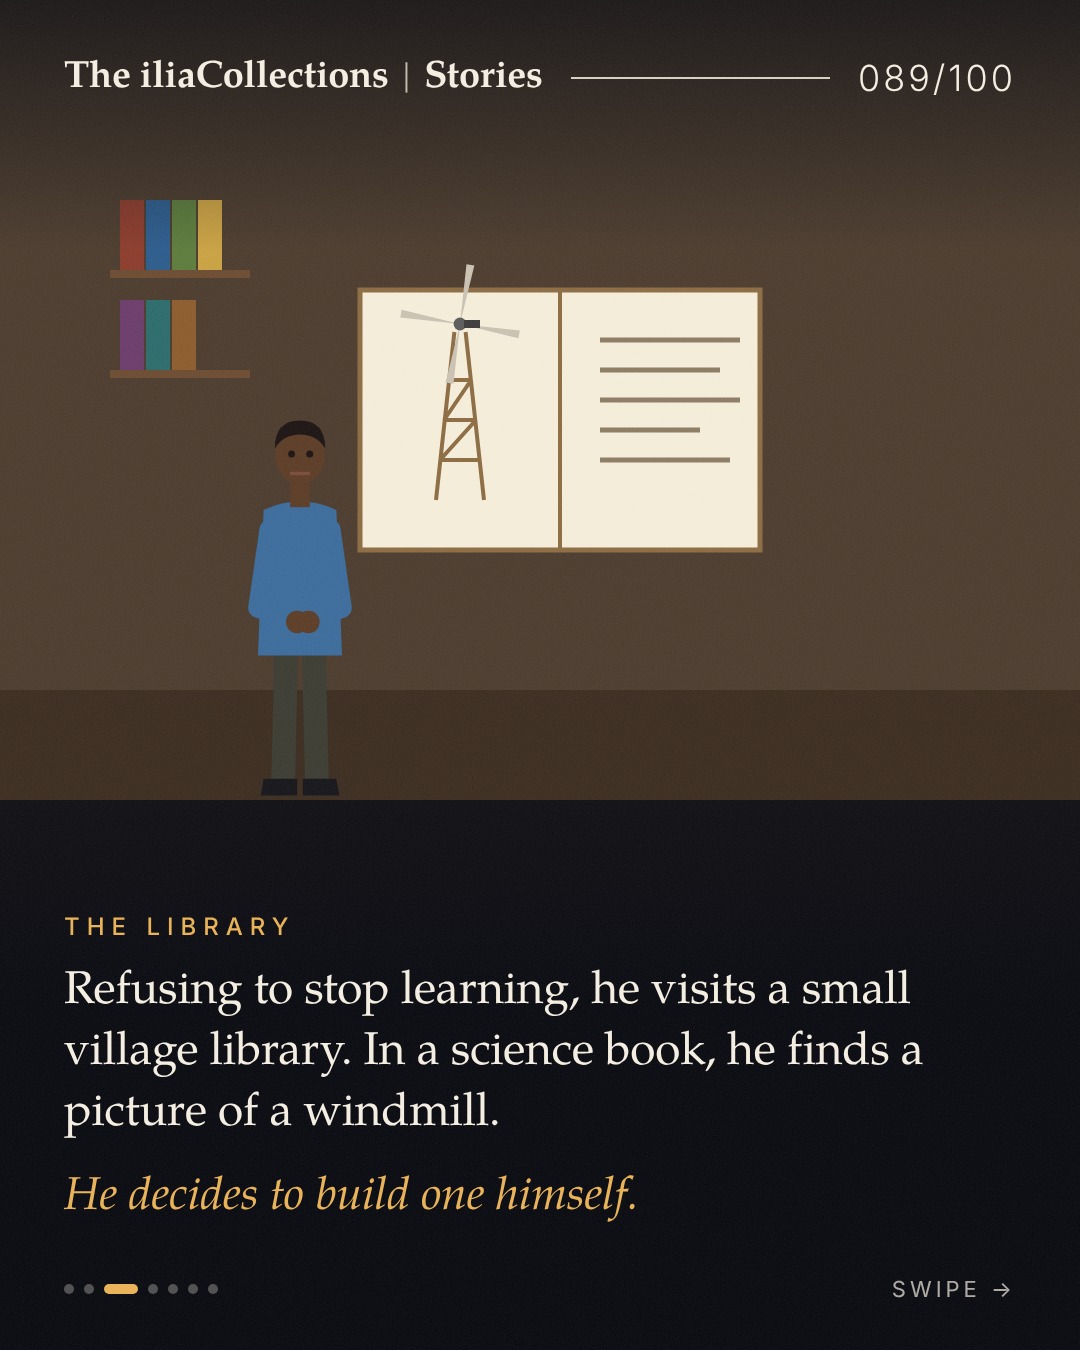 The iliaCollections | Stories 089/100
THE LIBRARY
Refusing to stop learning, he visits a small
village library. In a science book, he finds a
picture of a windmill.
He decides to build one himself.
SWIPE →